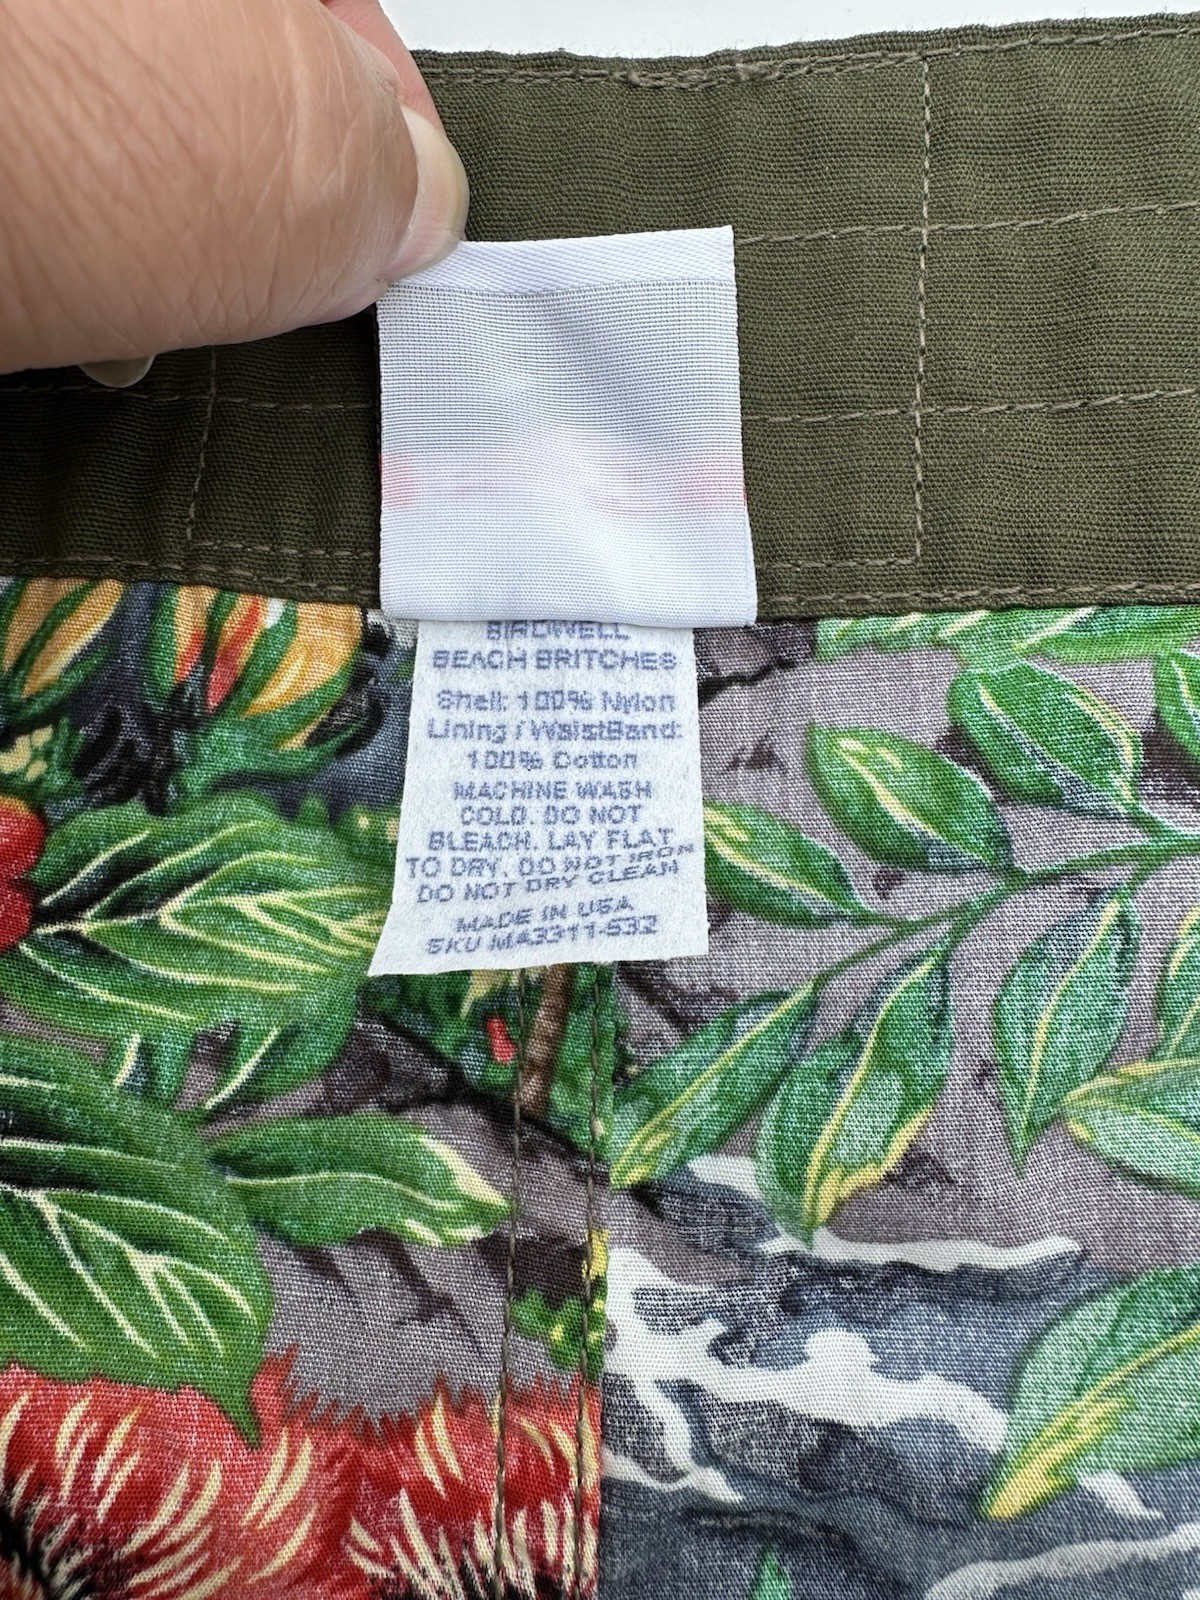 BIRDWELL
BEACH BRITCHES
Shell: 100% Nylon
Lining / WaistBand:
100% Cotton
MACHINE WASH
COLD. DO NOT
BLEACH. LAY FLAT
TO DRY. DO NOT IRON
DO NOT DRY CLEAN
MADE IN USA
SKU MA3311-532